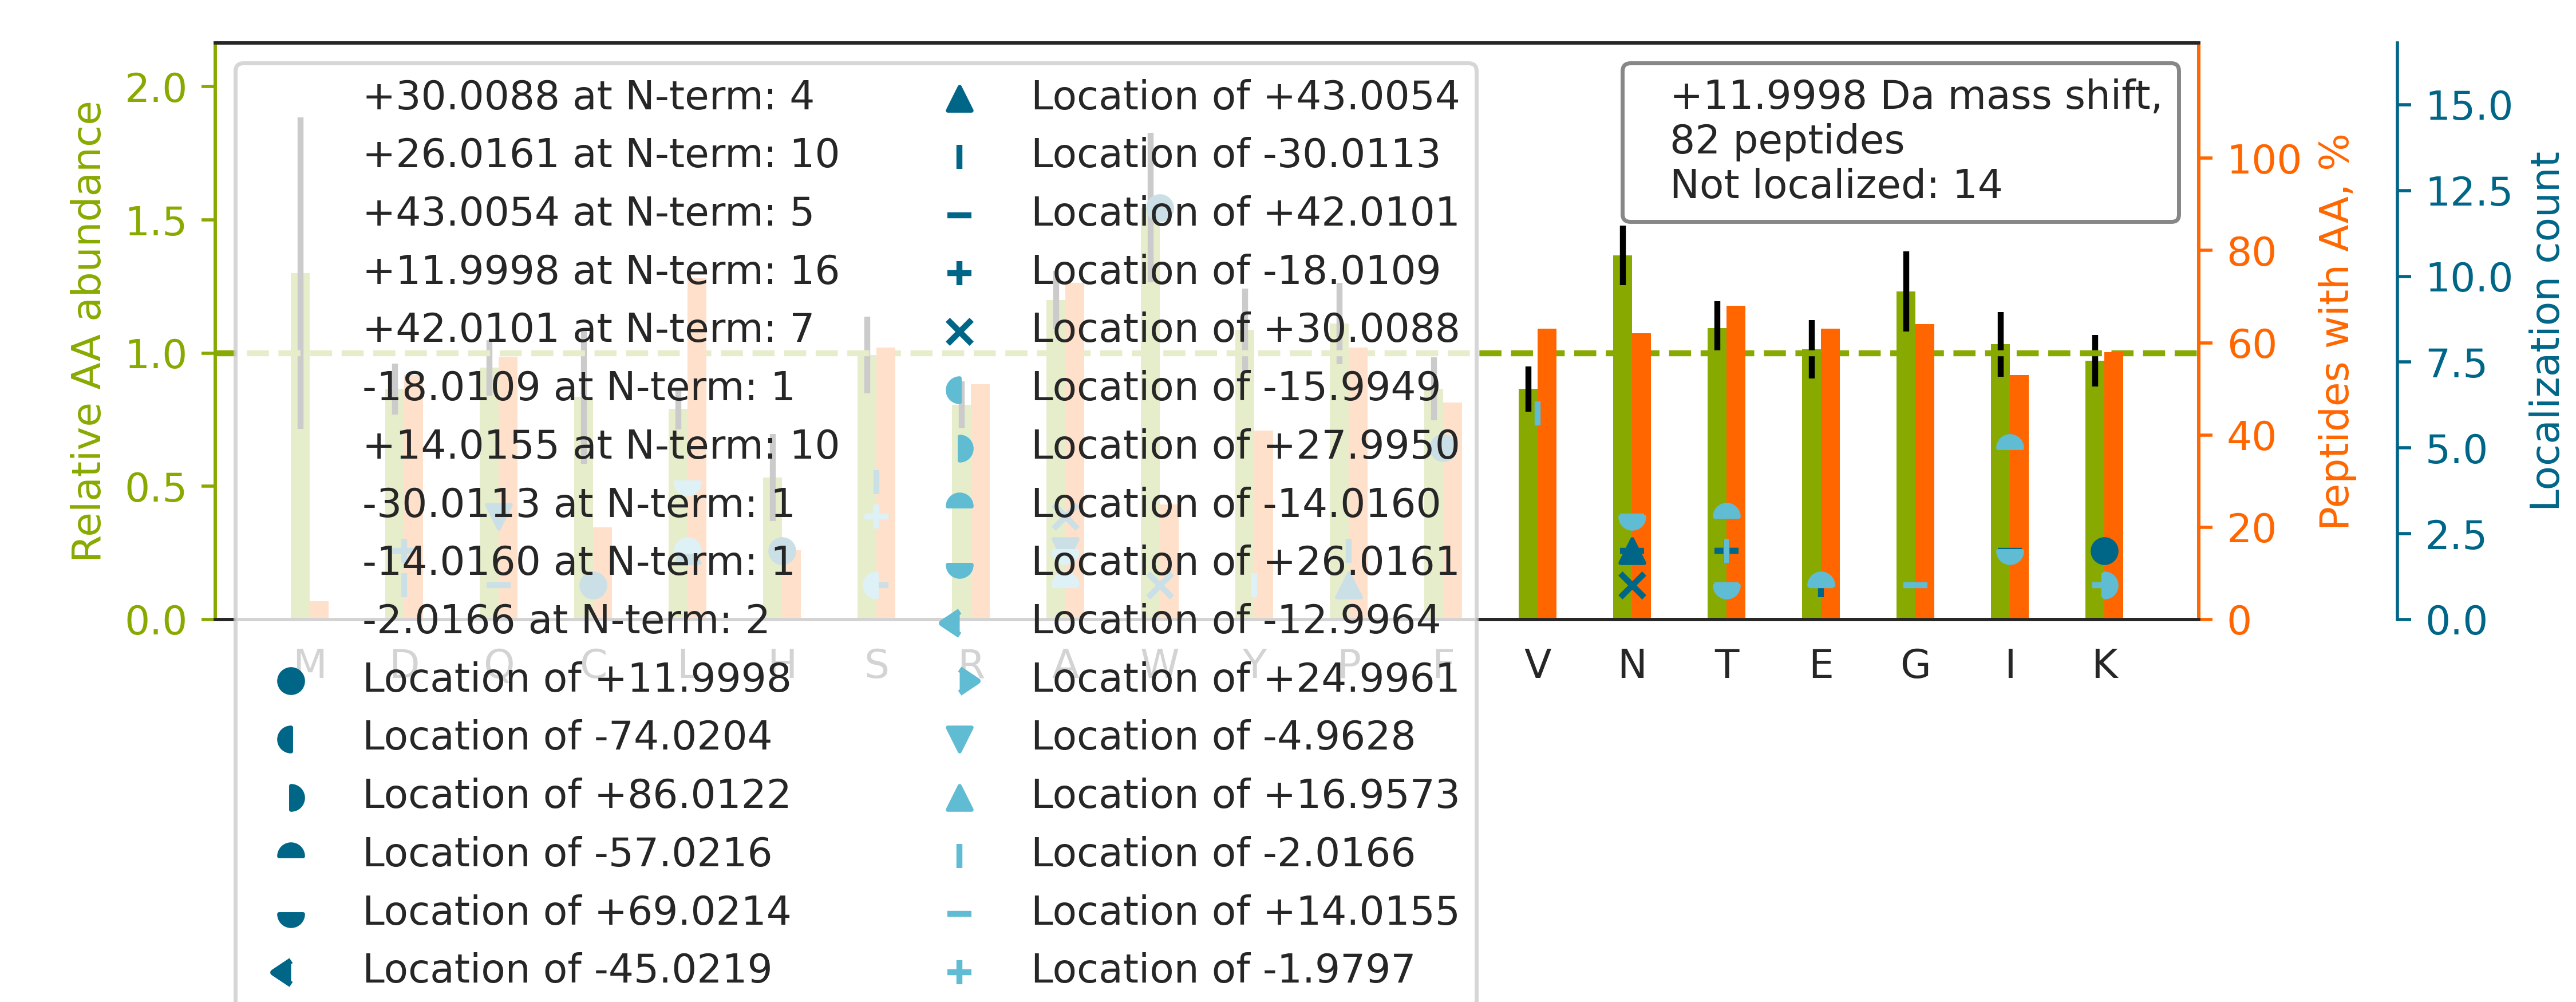 +30.0088 at N-term: 4
+26.0161 at N-term: 10
+43.0054 at N-term: 5
+11.9998 at N-term: 16
+42.0101 at N-term: 7
-18.0109 at N-term: 1
+14.0155 at N-term: 10
-30.0113 at N-term: 1
-14.0160 at N-term: 1
-2.0166 at N-term: 2
Location of +11.9998
Location of -74.0204
Location of +86.0122
Location of -57.0216
Location of +69.0214
Location of -45.0219
Location of +43.0054
Location of -30.0113
Location of +42.0101
Location of -18.0109
Location of +30.0088
Location of -15.9949
Location of +27.9950
Location of -14.0160
Location of +26.0161
Location of -12.9964
Location of +24.9961
Location of -4.9628
Location of +16.9573
Location of -2.0166
Location of +14.0155
Location of -1.9797
+11.9998 Da mass shift,
82 peptides
Not localized: 14
Relative AA abundance
2.0
1.5
1.0
0.5
0.0
M D Q C L H S R A W Y P F V N T E G I K
100
80
60
40
20
0
Peptides with AA, %
15.0
12.5
10.0
7.5
5.0
2.5
0.0
Localization count